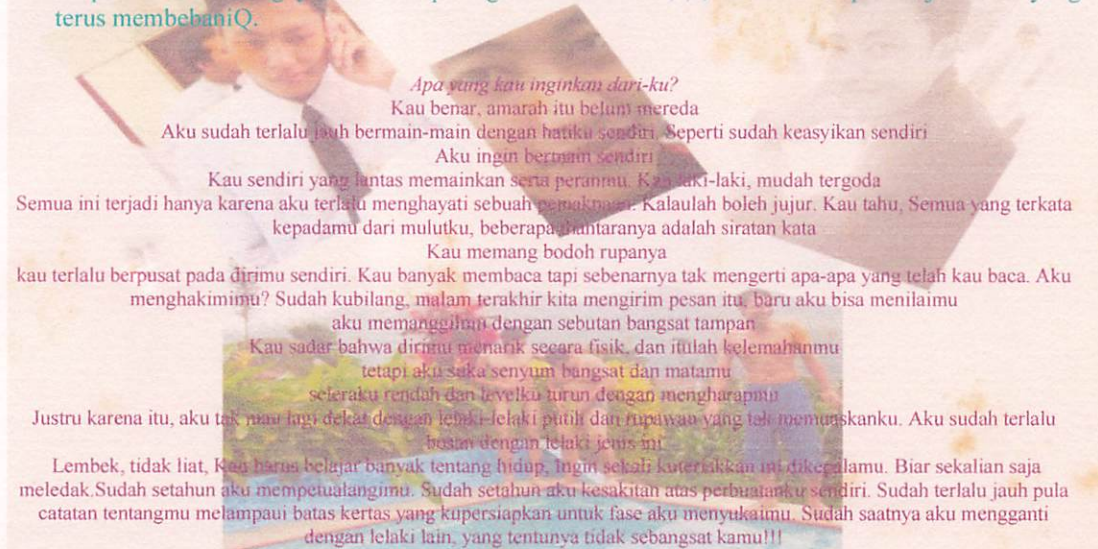 terus membebaniQ.
Apa yang kau inginkan dari-ku?
Kau benar, amarah itu belum mereda
Aku sudah terlalu jauh bermain-main dengan hatiku sendiri. Seperti sudah keasyikan sendiri
Aku ingin bermain sendiri
Kau sendiri yang lantas memainkan serta peranmu. Kau laki-laki, mudah tergoda
Semua ini terjadi hanya karena aku terlalu menghayati sebuah pemaknaan. Kalaulah boleh jujur. Kau tahu, Semua yang terkata
kepadamu dari mulutku, beberapa diantaranya adalah siratan kata
Kau memang bodoh rupanya
kau terlalu berpusat pada dirimu sendiri. Kau banyak membaca tapi sebenarnya tak mengerti apa-apa yang telah kau baca. Aku
menghakimimu? Sudah kubilang, malam terakhir kita mengirim pesan itu, baru aku bisa menilaimu
aku memanggilmu dengan sebutan bangsat tampan
Kau sadar bahwa dirimu menarik secara fisik, dan itulah kelemahanmu
tetapi aku suka senyum bangsat dan matamu
seleraku rendah dan levelku turun dengan mengharapmu
Justru karena itu, aku tak mau lagi dekat dengan lelaki-lelaki putih dan rupawan yang tak memuaskanku. Aku sudah terlalu
bosan dengan lelaki jenis ini
Lembek, tidak liat, Kau harus belajar banyak tentang hidup, Ingin sekali kuteriakkan ini dikepalamu. Biar sekalian saja
meledak.Sudah setahun aku mempetualangimu. Sudah setahun aku kesakitan atas perbuatanku sendiri. Sudah terlalu jauh pula
catatan tentangmu melampaui batas kertas yang kupersiapkan untuk fase aku menyukaimu. Sudah saatnya aku mengganti
dengan lelaki lain, yang tentunya tidak sebangsat kamu!!!